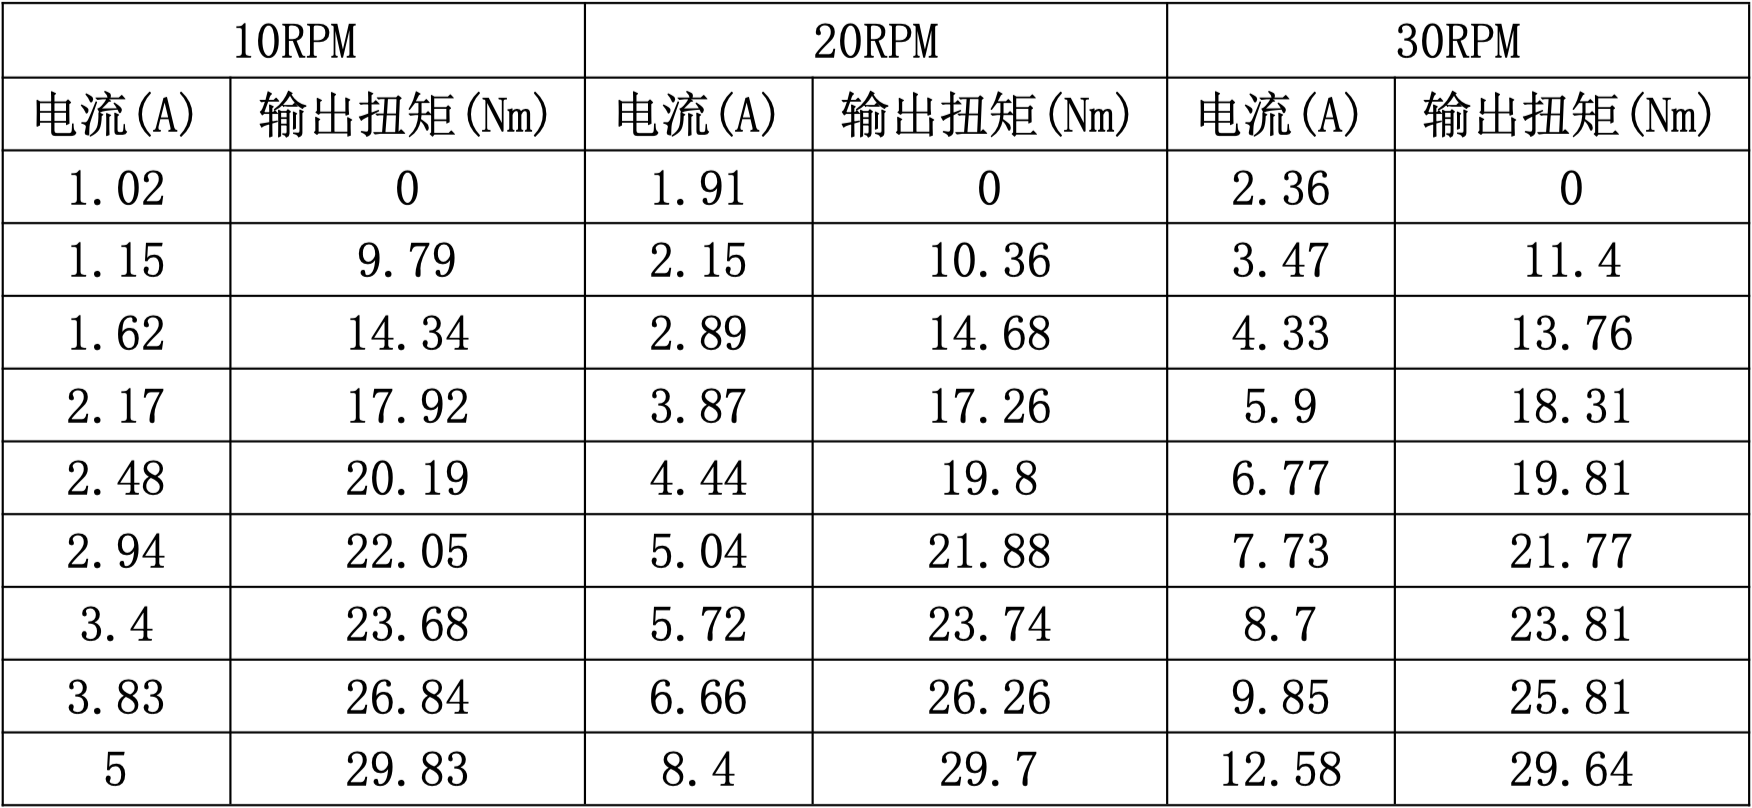 10RPM 20RPM 30RPM
电流(A) 输出扭矩(Nm) 电流(A) 输出扭矩(Nm) 电流(A) 输出扭矩(Nm)
1.02 0 1.91 0 2.36 0
1.15 9.79 2.15 10.36 3.47 11.4
1.62 14.34 2.89 14.68 4.33 13.76
2.17 17.92 3.87 17.26 5.9 18.31
2.48 20.19 4.44 19.8 6.77 19.81
2.94 22.05 5.04 21.88 7.73 21.77
3.4 23.68 5.72 23.74 8.7 23.81
3.83 26.84 6.66 26.26 9.85 25.81
5 29.83 8.4 29.7 12.58 29.64